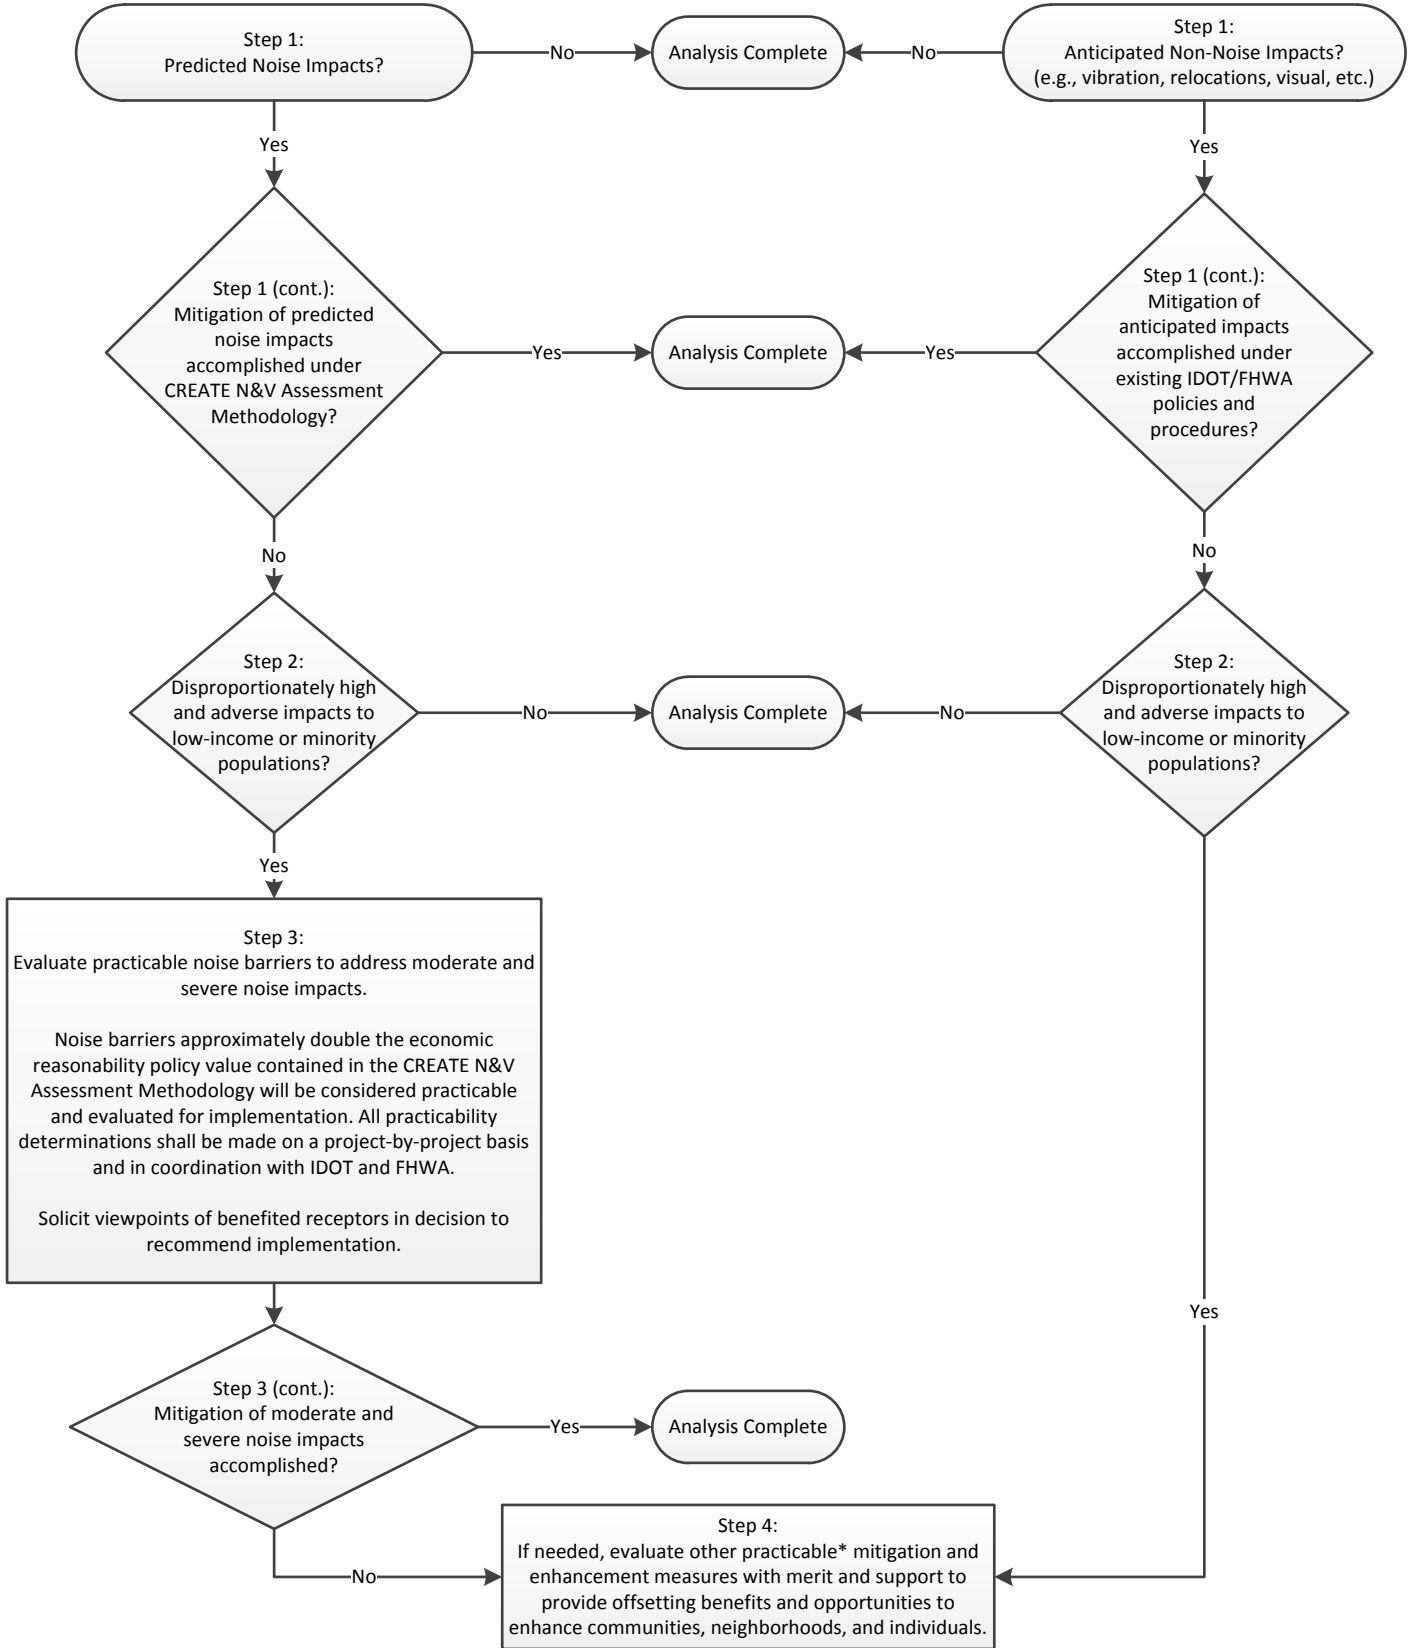 Step 1:
Predicted Noise Impacts?
No
Analysis Complete
No
Step 1:
Anticipated Non-Noise Impacts?
(e.g., vibration, relocations, visual, etc.)
Yes
Yes
Step 1 (cont.):
Mitigation of predicted
noise impacts
accomplished under
CREATE N&V Assessment
Methodology?
Yes
Analysis Complete
Yes
Step 1 (cont.):
Mitigation of
anticipated impacts
accomplished under
existing IDOT/FHWA
policies and
procedures?
No
No
Step 2:
Disproportionately high
and adverse impacts to
low-income or minority
populations?
No
Analysis Complete
No
Step 2:
Disproportionately high
and adverse impacts to
low-income or minority
populations?
Yes
Step 3:
Evaluate practicable noise barriers to address moderate and
severe noise impacts.
Noise barriers approximately double the economic
reasonability policy value contained in the CREATE N&V
Assessment Methodology will be considered practicable
and evaluated for implementation. All practicability
determinations shall be made on a project-by-project basis
and in coordination with IDOT and FHWA.
Solicit viewpoints of benefited receptors in decision to
recommend implementation.
Yes
Step 3 (cont.):
Mitigation of moderate and
severe noise impacts
accomplished?
Yes
Analysis Complete
No
Step 4:
If needed, evaluate other practicable* mitigation and
enhancement measures with merit and support to
provide offsetting benefits and opportunities to
enhance communities, neighborhoods, and individuals.